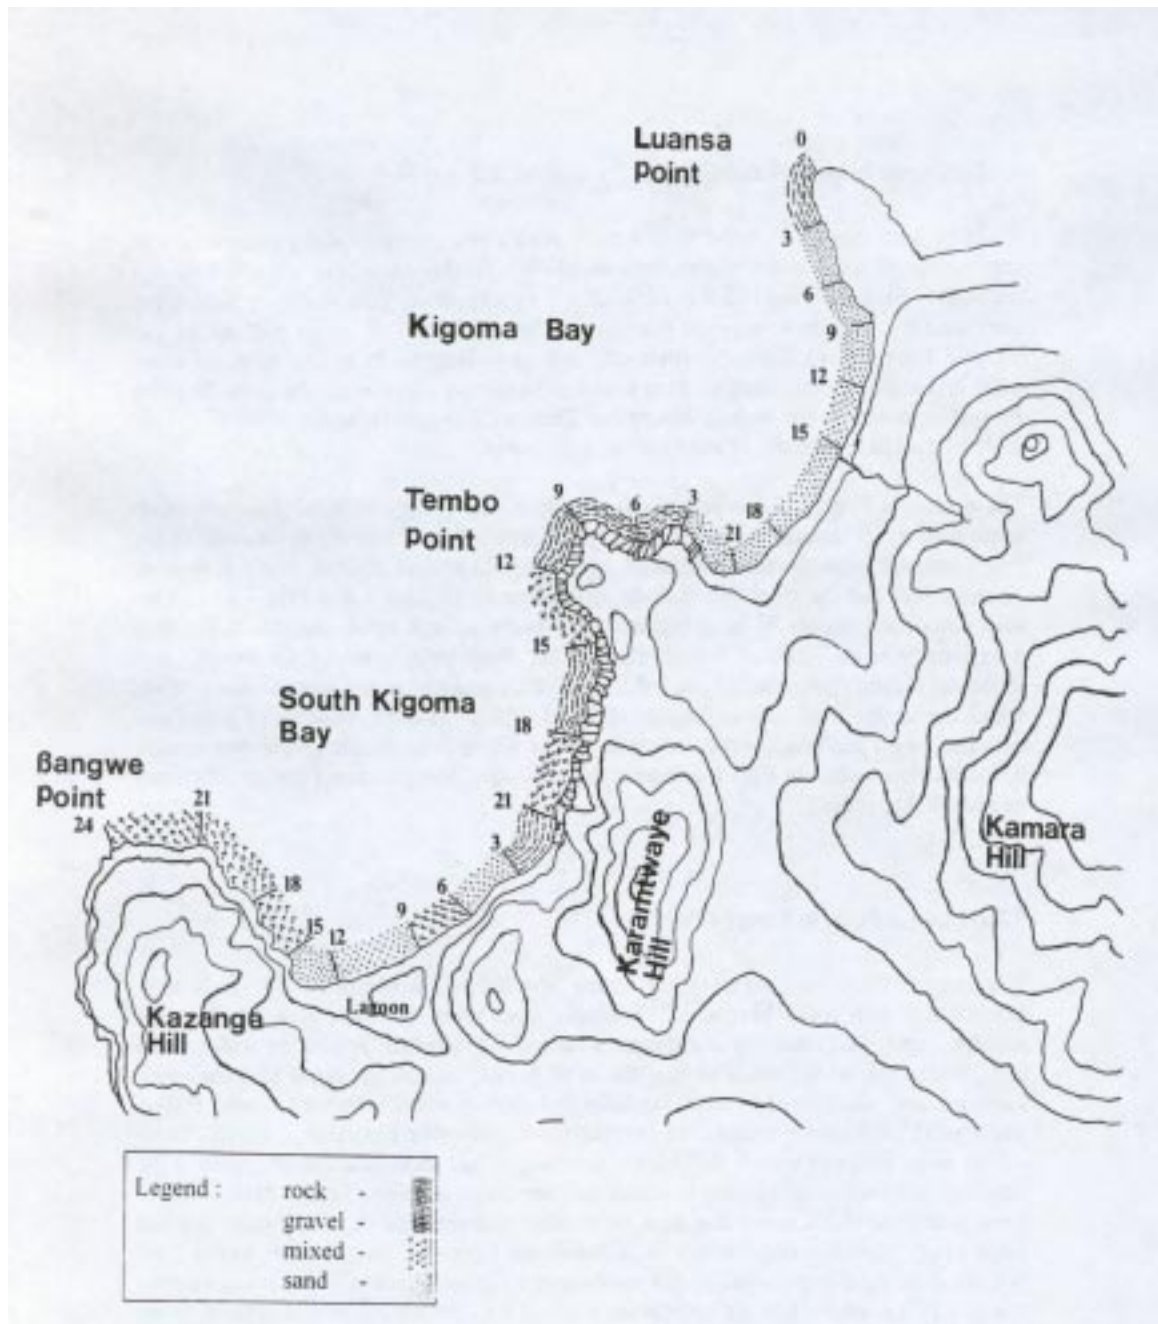 Luansa
Point
0
3
6
Kigoma Bay
9
12
15
18
21
3
6
9
Tembo
Point
12
15
South Kigoma
Bay
18
21
Bangwe
Point
24
21
18
15
12
9
6
3
Kamara
Hill
Karamtwaye
Hill
Lagoon
Kazanga
Hill
Legend :
rock -
gravel -
mixed -
sand -